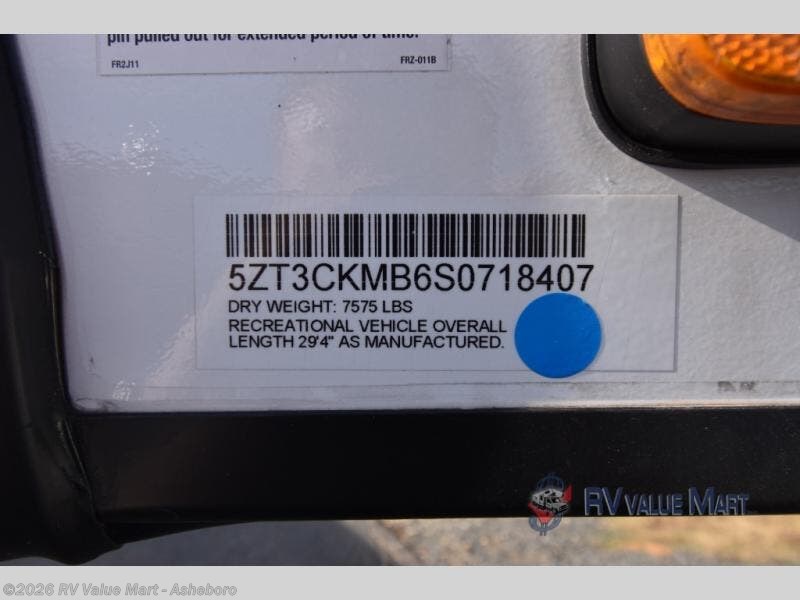 pin pulled out for extended period of time.
FR2J11 FRZ-011B
5ZT3CKMB6S0718407
DRY WEIGHT: 7575 LBS
RECREATIONAL VEHICLE OVERALL
LENGTH 29'4" AS MANUFACTURED.
RV VALUE MART
©2026 RV Value Mart - Asheboro